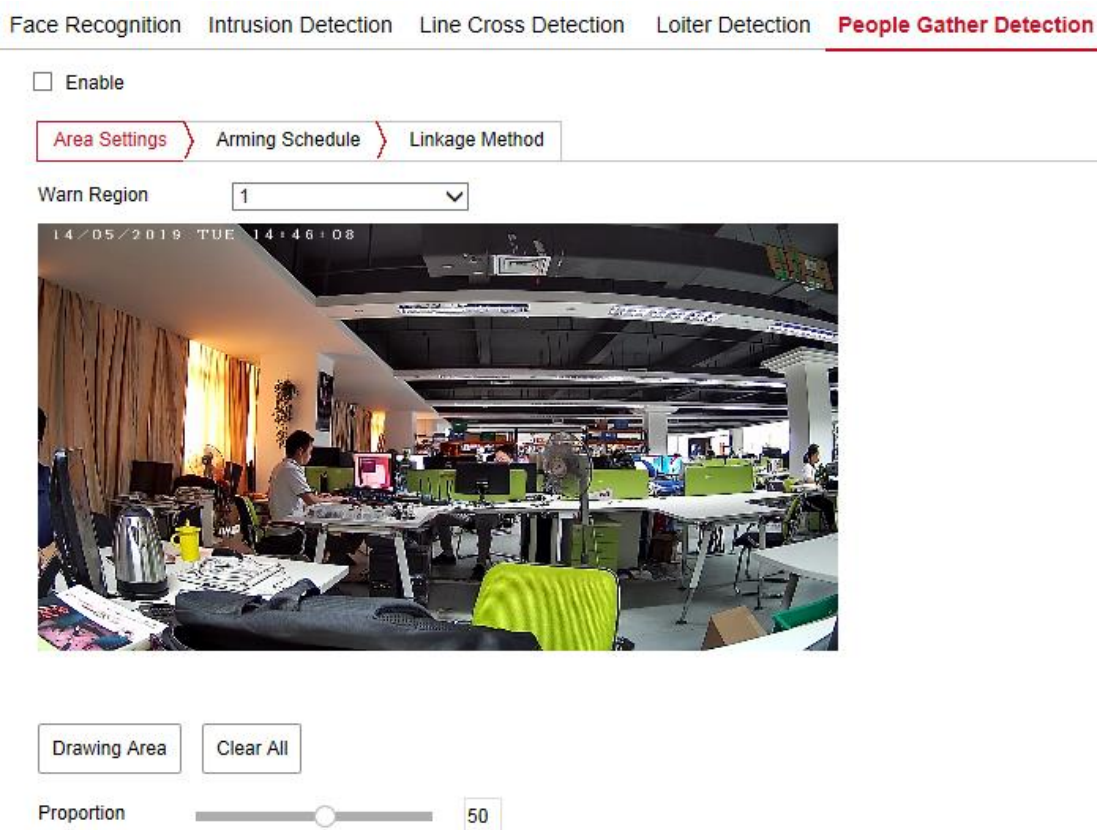 Face Recognition Intrusion Detection Line Cross Detection Loiter Detection People Gather Detection
Enable
Area Settings Arming Schedule Linkage Method
Warn Region 1
14/05/2019 TUE 14:46:08
Drawing Area Clear All
Proportion 50